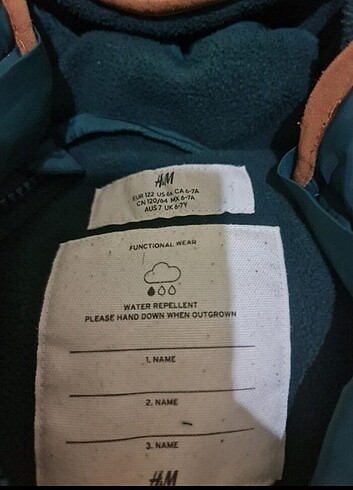 H&M
EUR 122 US 6X CA 6-7A
CN 120/64 MX 6-7A
AUS 7 UK 6-7Y
FUNCTIONAL WEAR
WATER REPELLENT
PLEASE HAND DOWN WHEN OUTGROWN
1. NAME
2. NAME
3. NAME
H&M